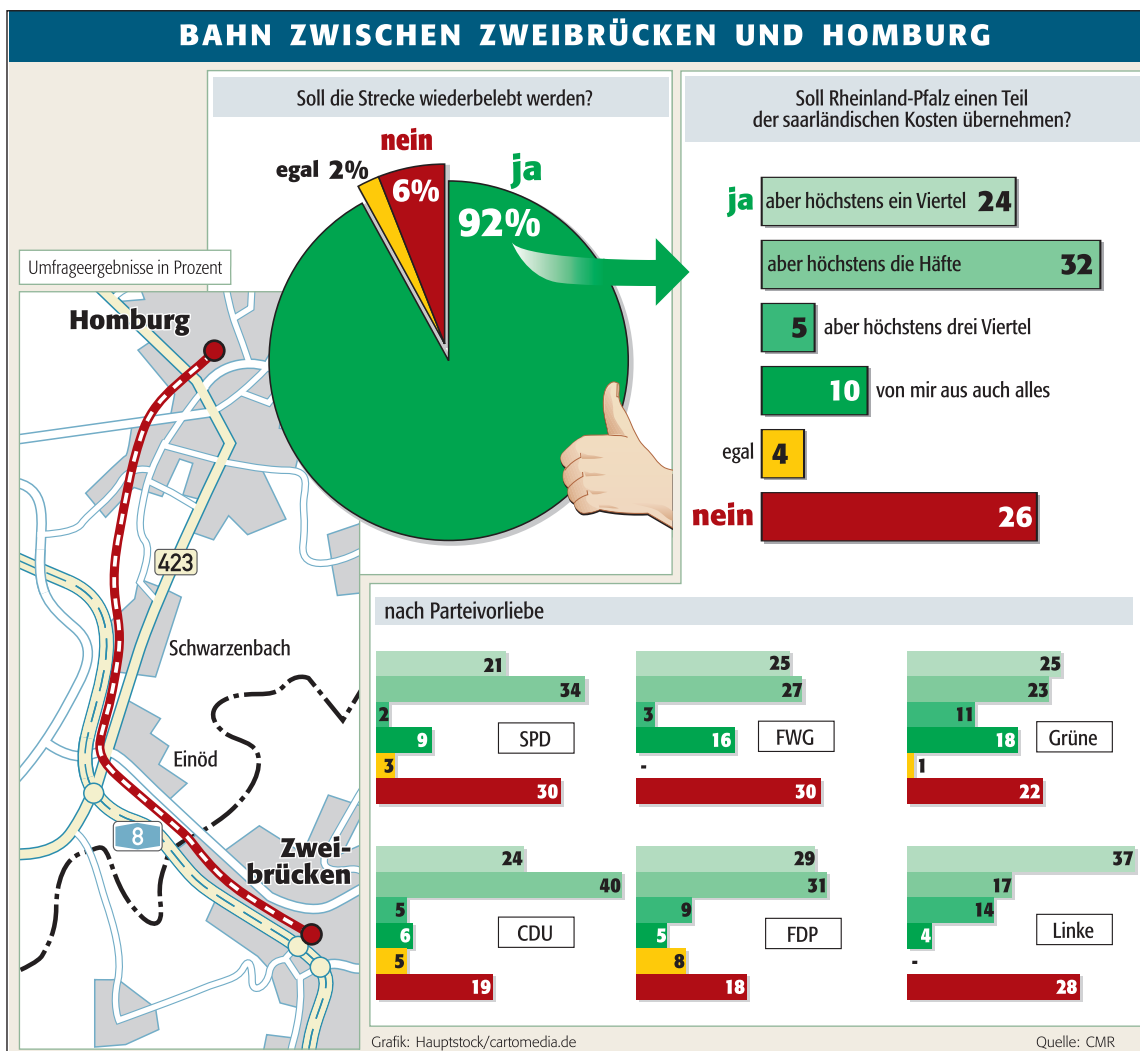 BAHN ZWISCHEN ZWEIBRÜCKEN UND HOMBURG
Soll die Strecke wiederbelebt werden?
nein
egal 2%
6%
ja
92%
Soll Rheinland-Pfalz einen Teil
der saarländischen Kosten übernehmen?
ja aber höchstens ein Viertel 24
aber höchstens die Häfte 32
5 aber höchstens drei Viertel
10 von mir aus auch alles
egal 4
nein 26
Umfrageergebnisse in Prozent
Homburg
423
Schwarzenbach
Einöd
8
Zwei-
brücken
nach Parteivorliebe
21
34
2
9
3
30
SPD
25
27
3
16
-
30
FWG
25
23
11
18
1
22
Grüne
24
40
5
6
5
19
CDU
29
31
9
5
8
18
FDP
37
17
14
4
-
28
Linke
Grafik: Hauptstock/cartomedia.de
Quelle: CMR